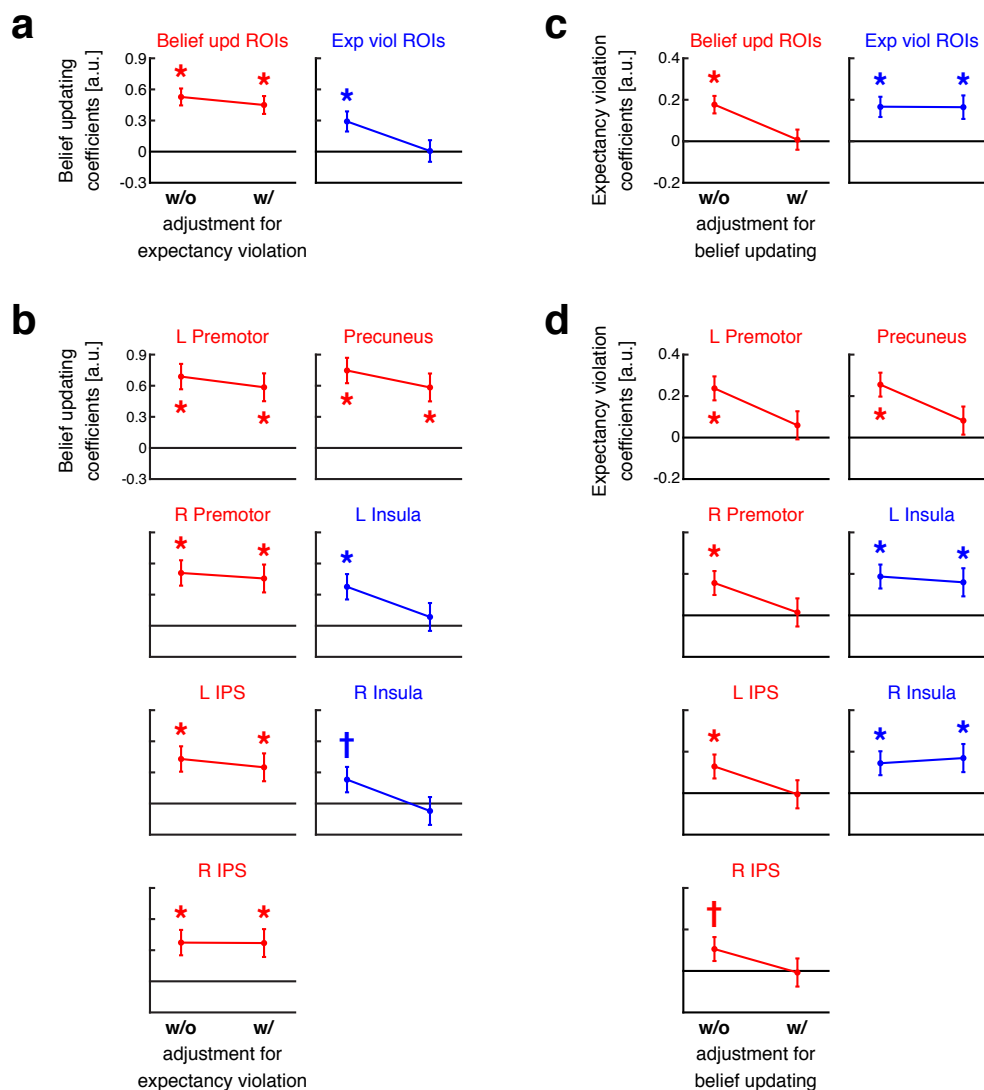 a
Belief upd ROIs
Exp viol ROIs
Belief updating
coefficients [a.u.]
0.9
0.6
0.3
0
-0.3
*
*
*
w/o
w/
adjustment for
expectancy violation
c
Belief upd ROIs
Exp viol ROIs
Expectancy violation
coefficients [a.u.]
0.4
0.2
0
-0.2
*
*
*
w/o
w/
adjustment for
belief updating
b
L Premotor
Precuneus
Belief updating
coefficients [a.u.]
0.9
0.6
0.3
0
-0.3
*
*
*
*
R Premotor
L Insula
*
*
*
L IPS
R Insula
*
*
†
R IPS
*
*
w/o
w/
adjustment for
expectancy violation
d
L Premotor
Precuneus
Expectancy violation
coefficients [a.u.]
0.4
0.2
0
-0.2
*
*
R Premotor
L Insula
*
*
*
L IPS
R Insula
*
*
*
R IPS
†
w/o
w/
adjustment for
belief updating